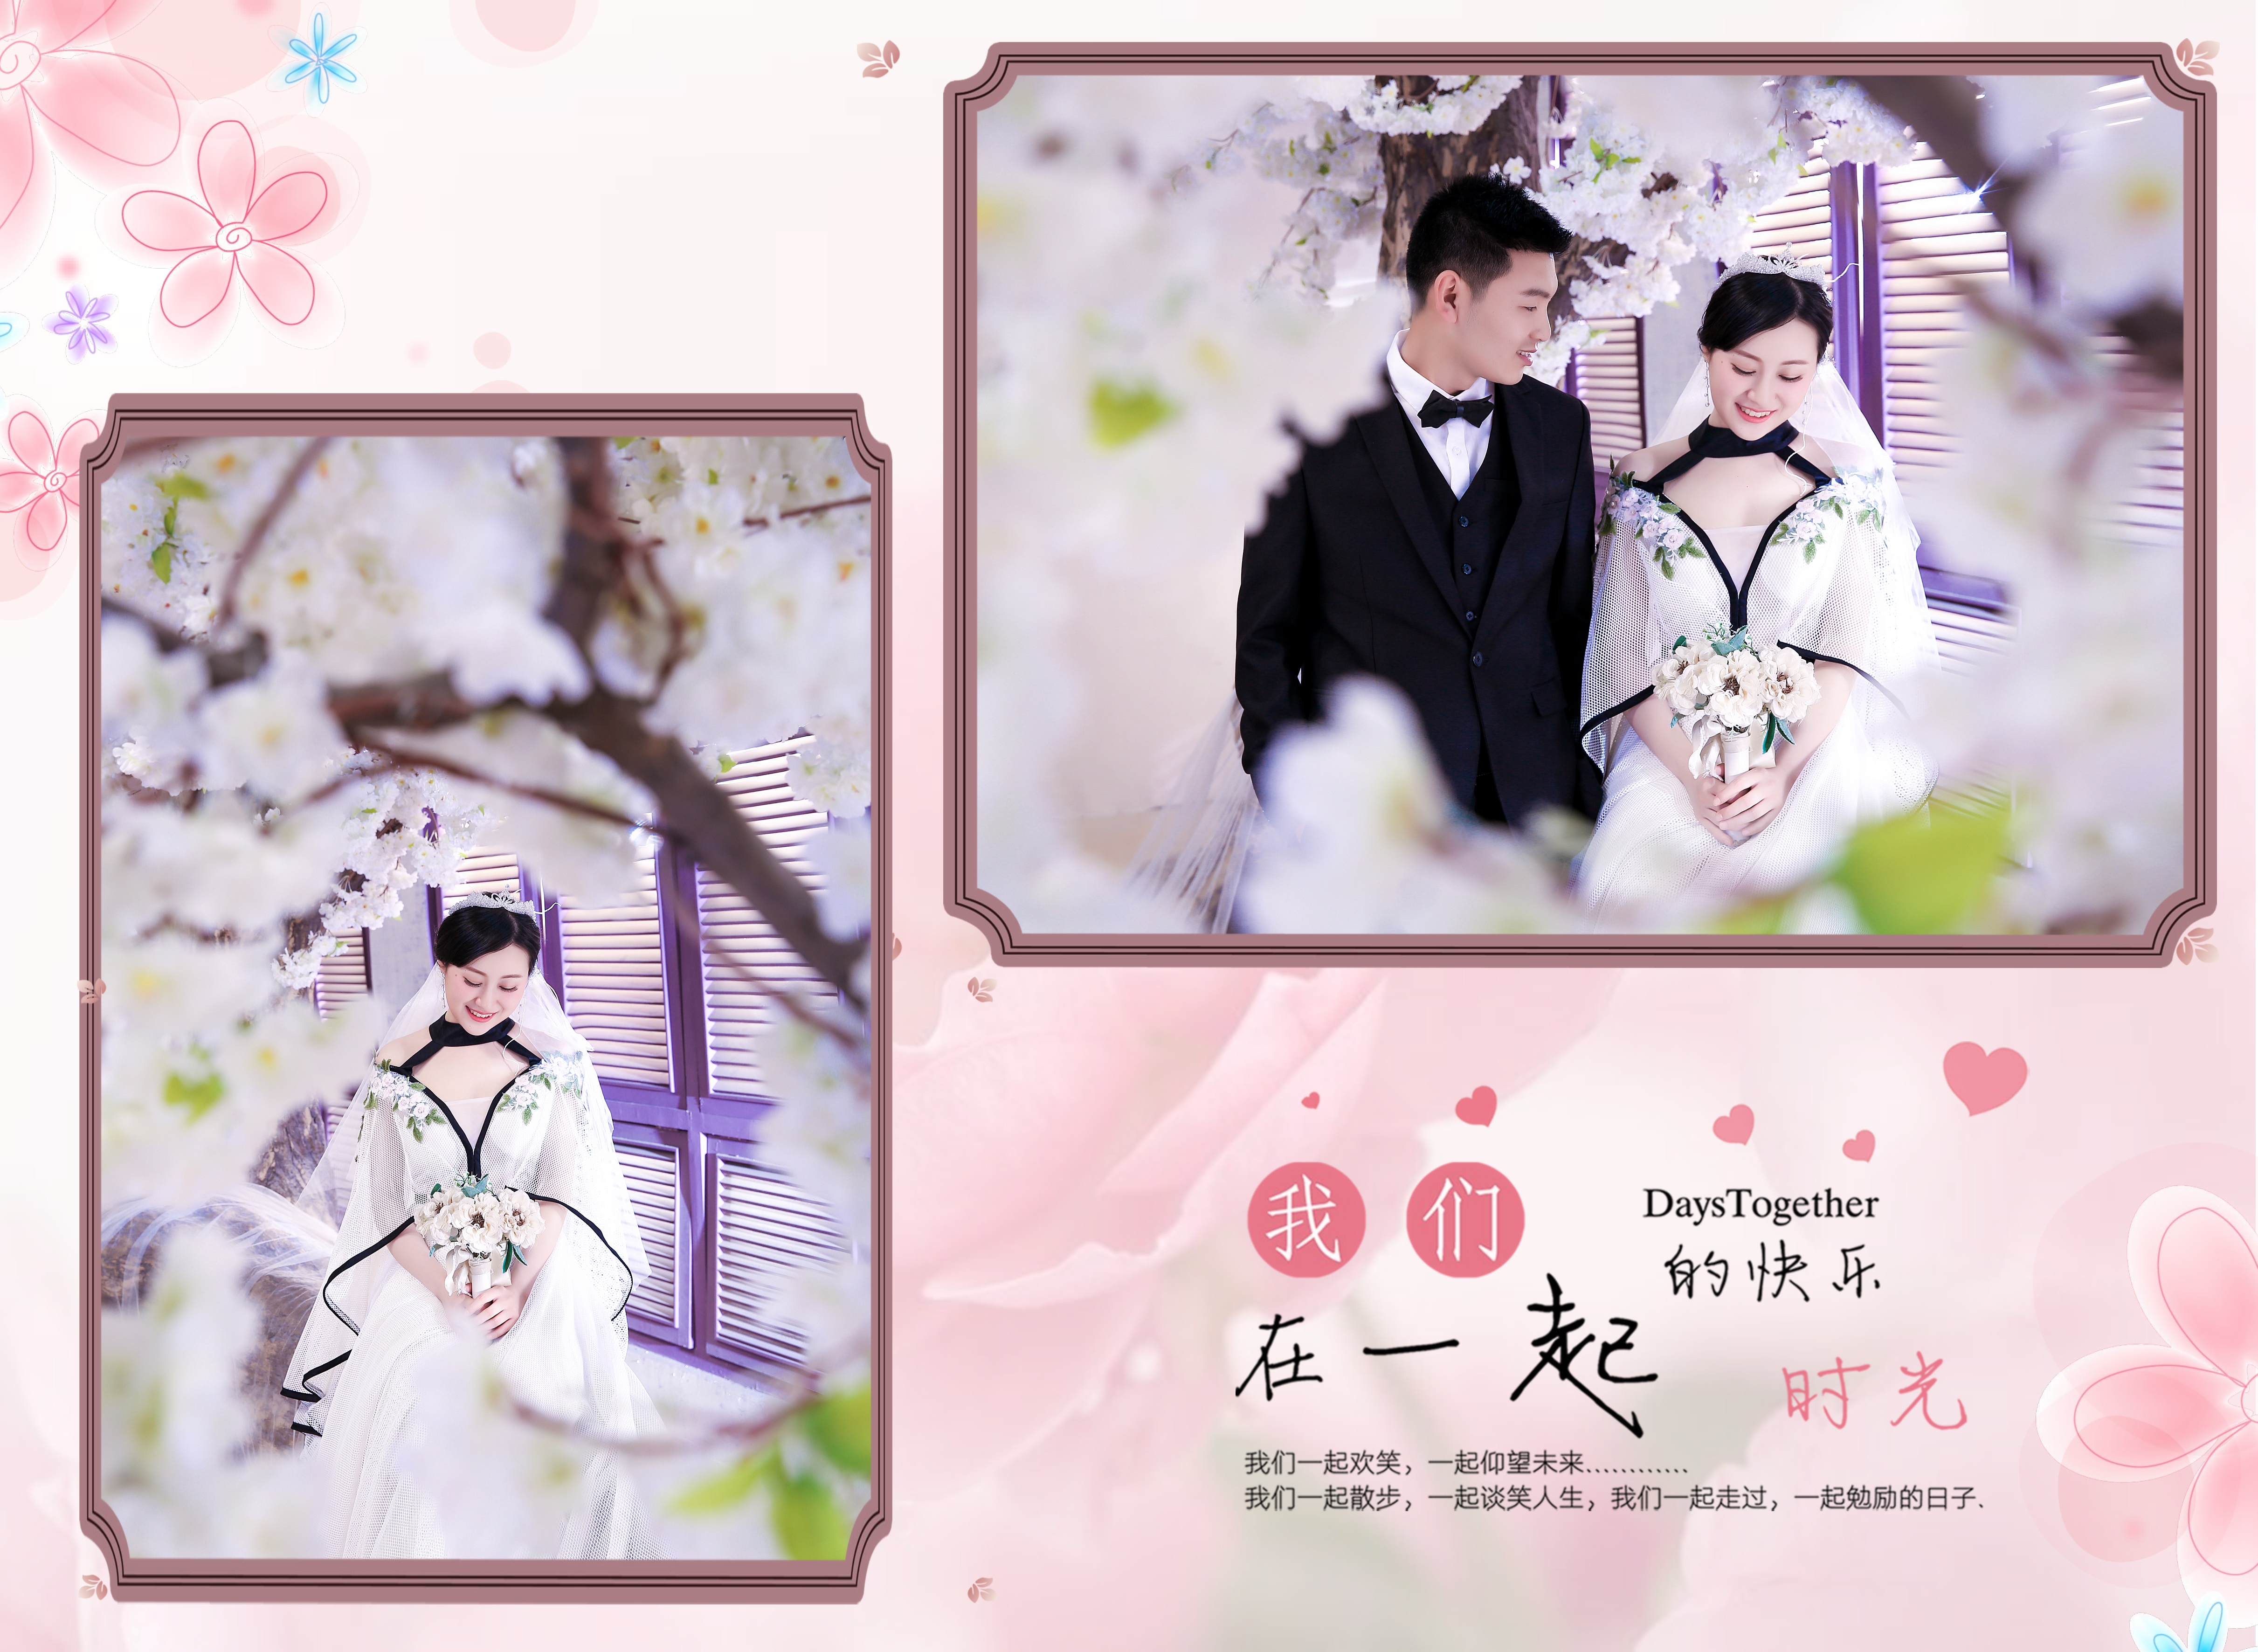 我们
DaysTogether
的快乐
在一起
时光
我们一起欢笑，一起仰望未来............
我们一起散步，一起谈笑人生，我们一起走过，一起勉励的日子.